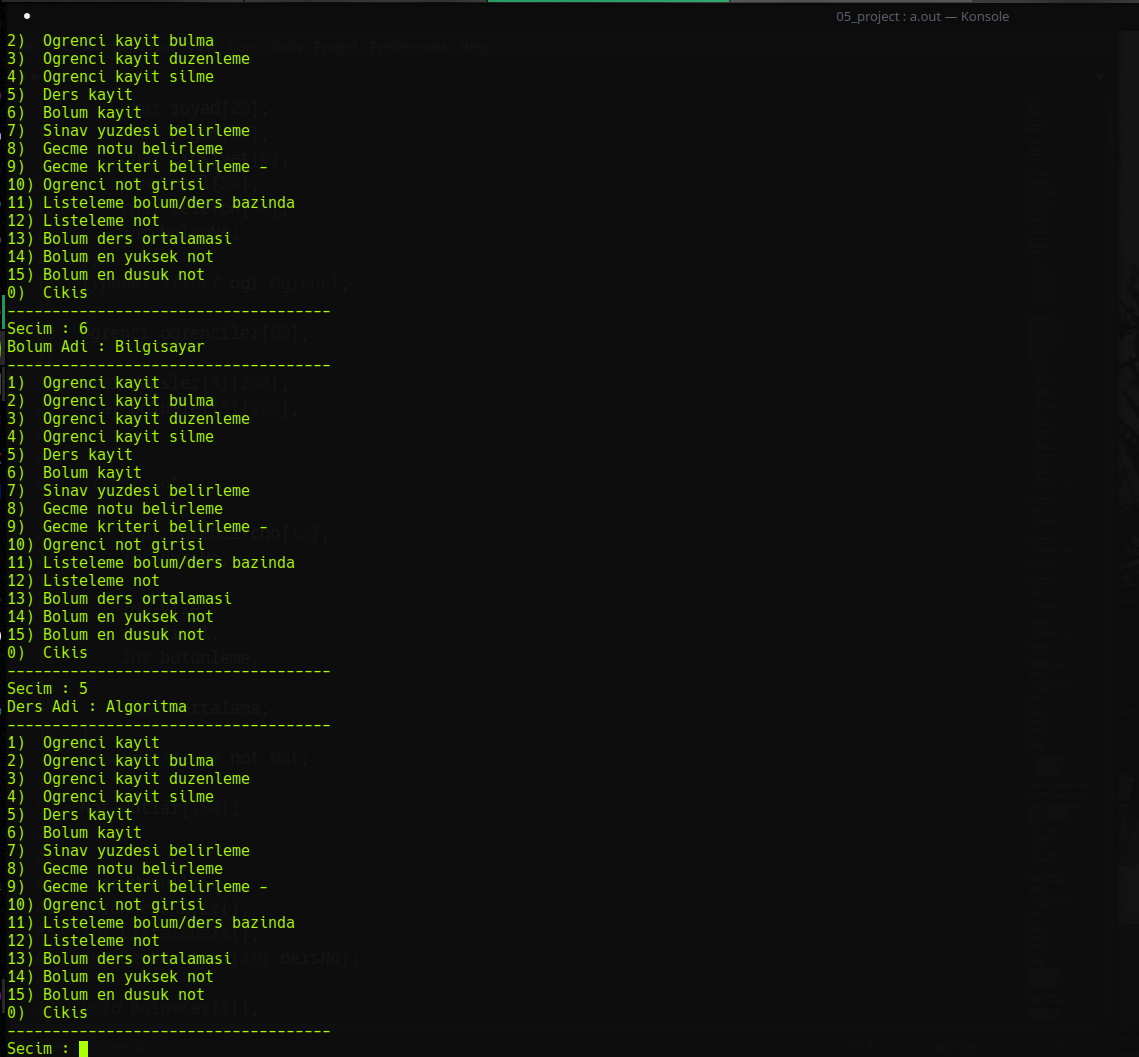 05_project : a.out — Konsole
2)  Ogrenci kayit bulma
3)  Ogrenci kayit duzenleme
4)  Ogrenci kayit silme
5)  Ders kayit
6)  Bolum kayit
7)  Sinav yuzdesi belirleme
8)  Gecme notu belirleme
9)  Gecme kriteri belirleme -
10) Ogrenci not girisi
11) Listeleme bolum/ders bazinda
12) Listeleme not
13) Bolum ders ortalamasi
14) Bolum en yuksek not
15) Bolum en dusuk not
0)  Cikis
------------------------------------
Secim : 6
Bolum Adi : Bilgisayar
------------------------------------
1)  Ogrenci kayit
2)  Ogrenci kayit bulma
3)  Ogrenci kayit duzenleme
4)  Ogrenci kayit silme
5)  Ders kayit
6)  Bolum kayit
7)  Sinav yuzdesi belirleme
8)  Gecme notu belirleme
9)  Gecme kriteri belirleme -
10) Ogrenci not girisi
11) Listeleme bolum/ders bazinda
12) Listeleme not
13) Bolum ders ortalamasi
14) Bolum en yuksek not
15) Bolum en dusuk not
0)  Cikis
------------------------------------
Secim : 5
Ders Adi : Algoritma
------------------------------------
1)  Ogrenci kayit
2)  Ogrenci kayit bulma
3)  Ogrenci kayit duzenleme
4)  Ogrenci kayit silme
5)  Ders kayit
6)  Bolum kayit
7)  Sinav yuzdesi belirleme
8)  Gecme notu belirleme
9)  Gecme kriteri belirleme -
10) Ogrenci not girisi
11) Listeleme bolum/ders bazinda
12) Listeleme not
13) Bolum ders ortalamasi
14) Bolum en yuksek not
15) Bolum en dusuk not
0)  Cikis
------------------------------------
Secim :